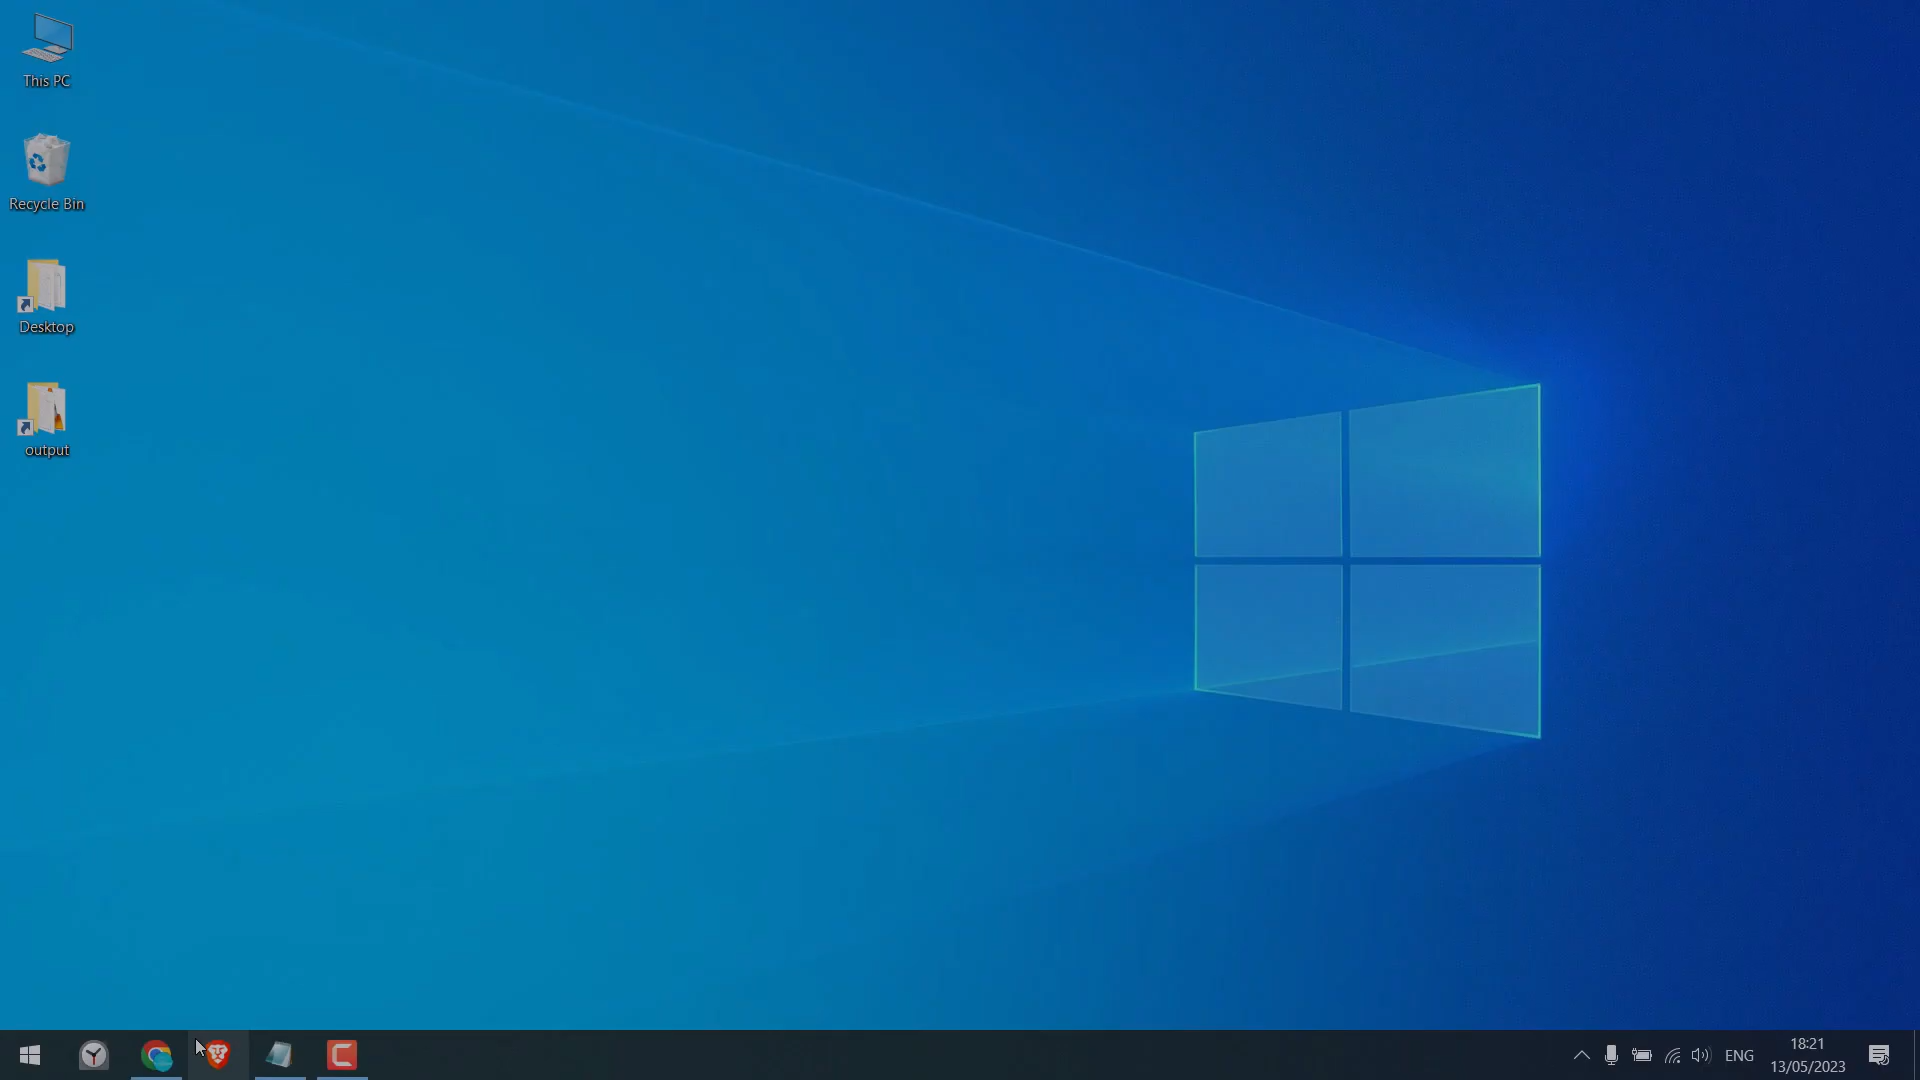 This PC
Recycle Bin
Desktop
output
ENG
18:21
13/05/2023